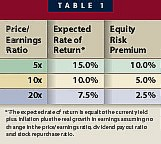 TABLE 1
Price/ Earnings Ratio
Expected Rate of Return*
Equity Risk Premium
5x 15.0% 10.0%
10x 10.0% 5.0%
20x 7.5% 2.5%
*The expected rate of return is equal to the current yield
plus inflation plus the real growth in earnings assuming no
change in the price/earnings ratio, dividend payout ratio
and stock repurchase ratio.